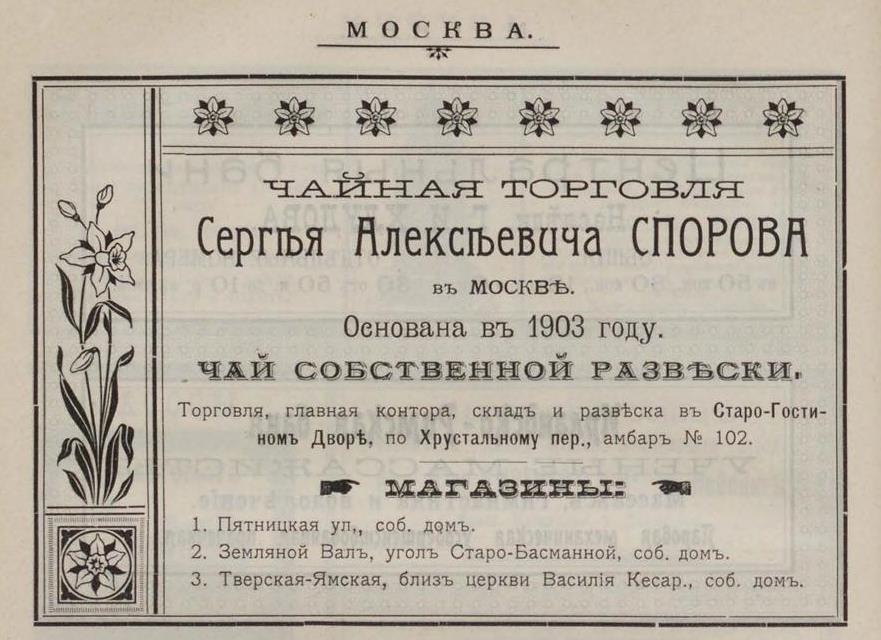 МОСКВА.
ЧАЙНАЯ ТОРГОВЛЯ
Сергѣя Алексѣевича СПОРОВА
въ МОСКВѢ.
Основана въ 1903 году.
ЧАЙ СОБСТВЕННОЙ РАЗВѢСКИ.
Торговля, главная контора, складъ и развѣска въ Старо-Гости-
номъ Дворѣ, по Хрустальному пер., амбаръ № 102.
МАГАЗИНЫ:
1. Пятницкая ул., соб. домъ.
2. Земляной Валъ, уголъ Старо-Басманной, соб. домъ.
3. Тверская-Ямская, близъ церкви Василія Кесар., соб. домъ.